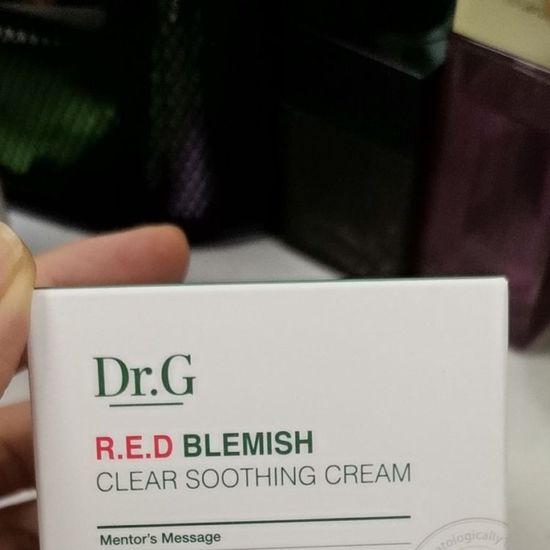 Dr.G
R.E.D BLEMISH
CLEAR SOOTHING CREAM
Mentor's Message